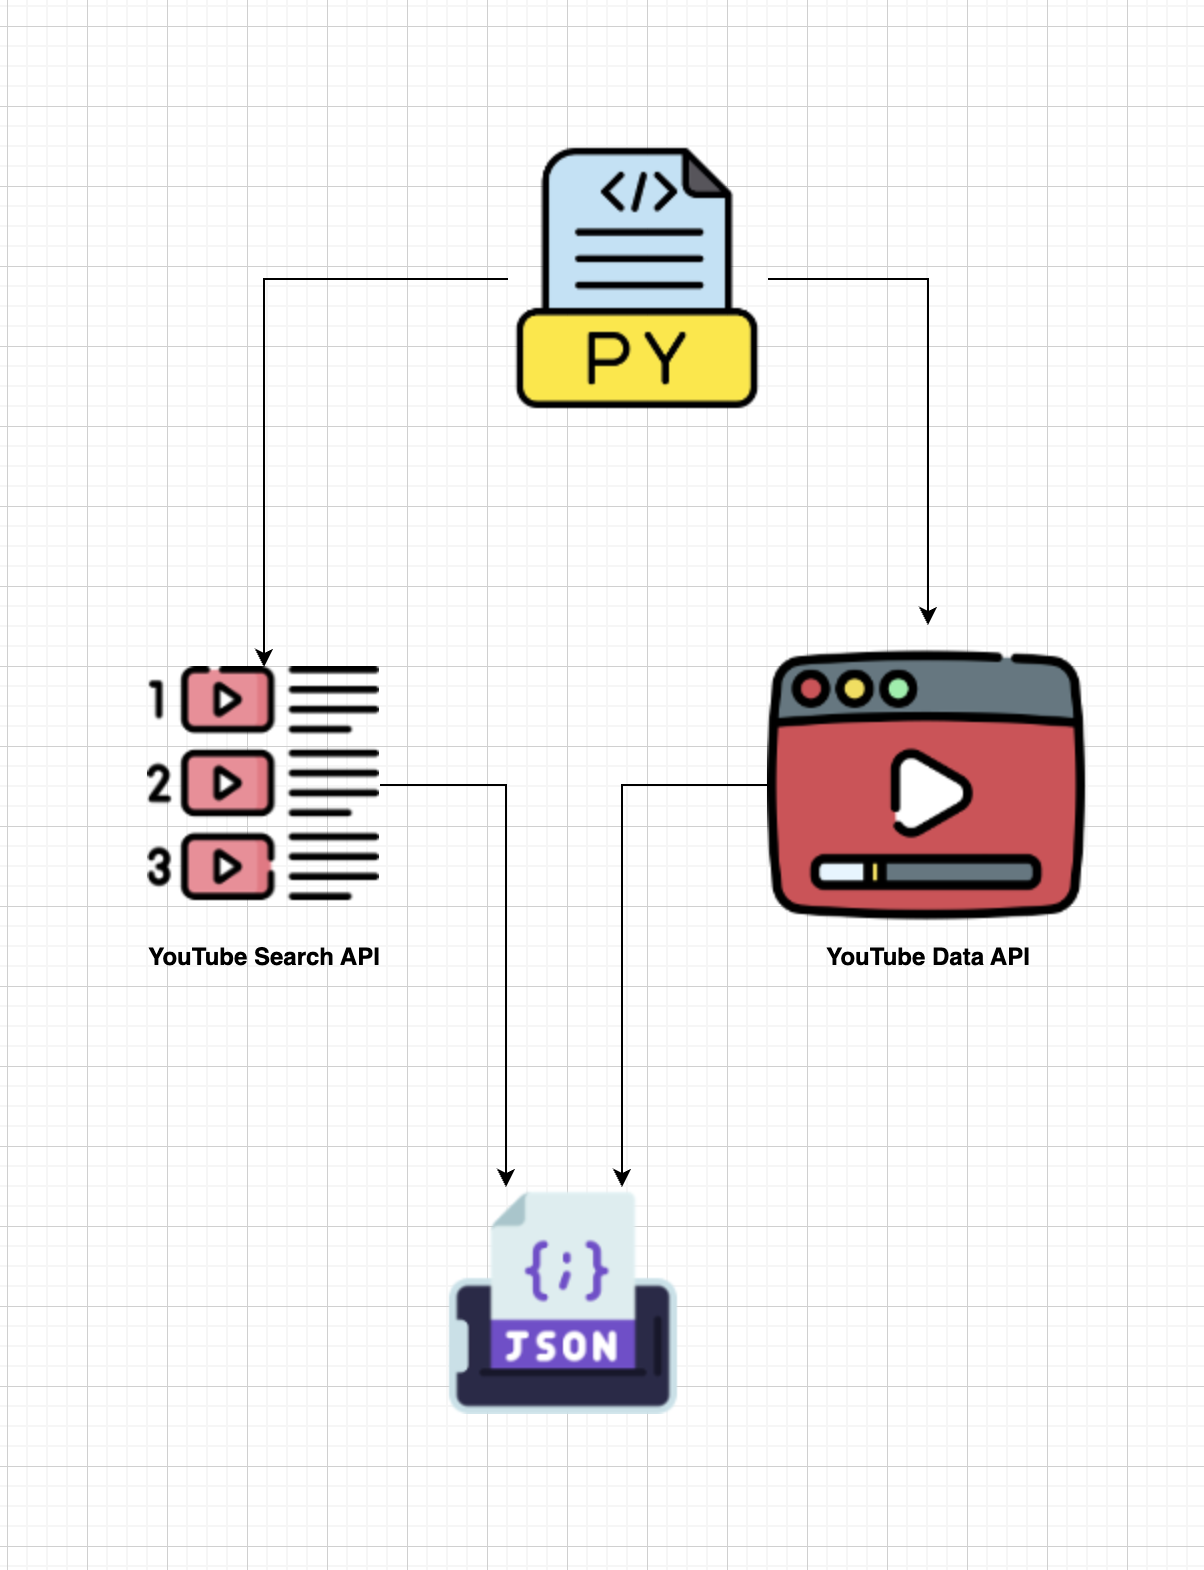 </>
PY
1
2
3
YouTube Search API
YouTube Data API
{;}
JSON